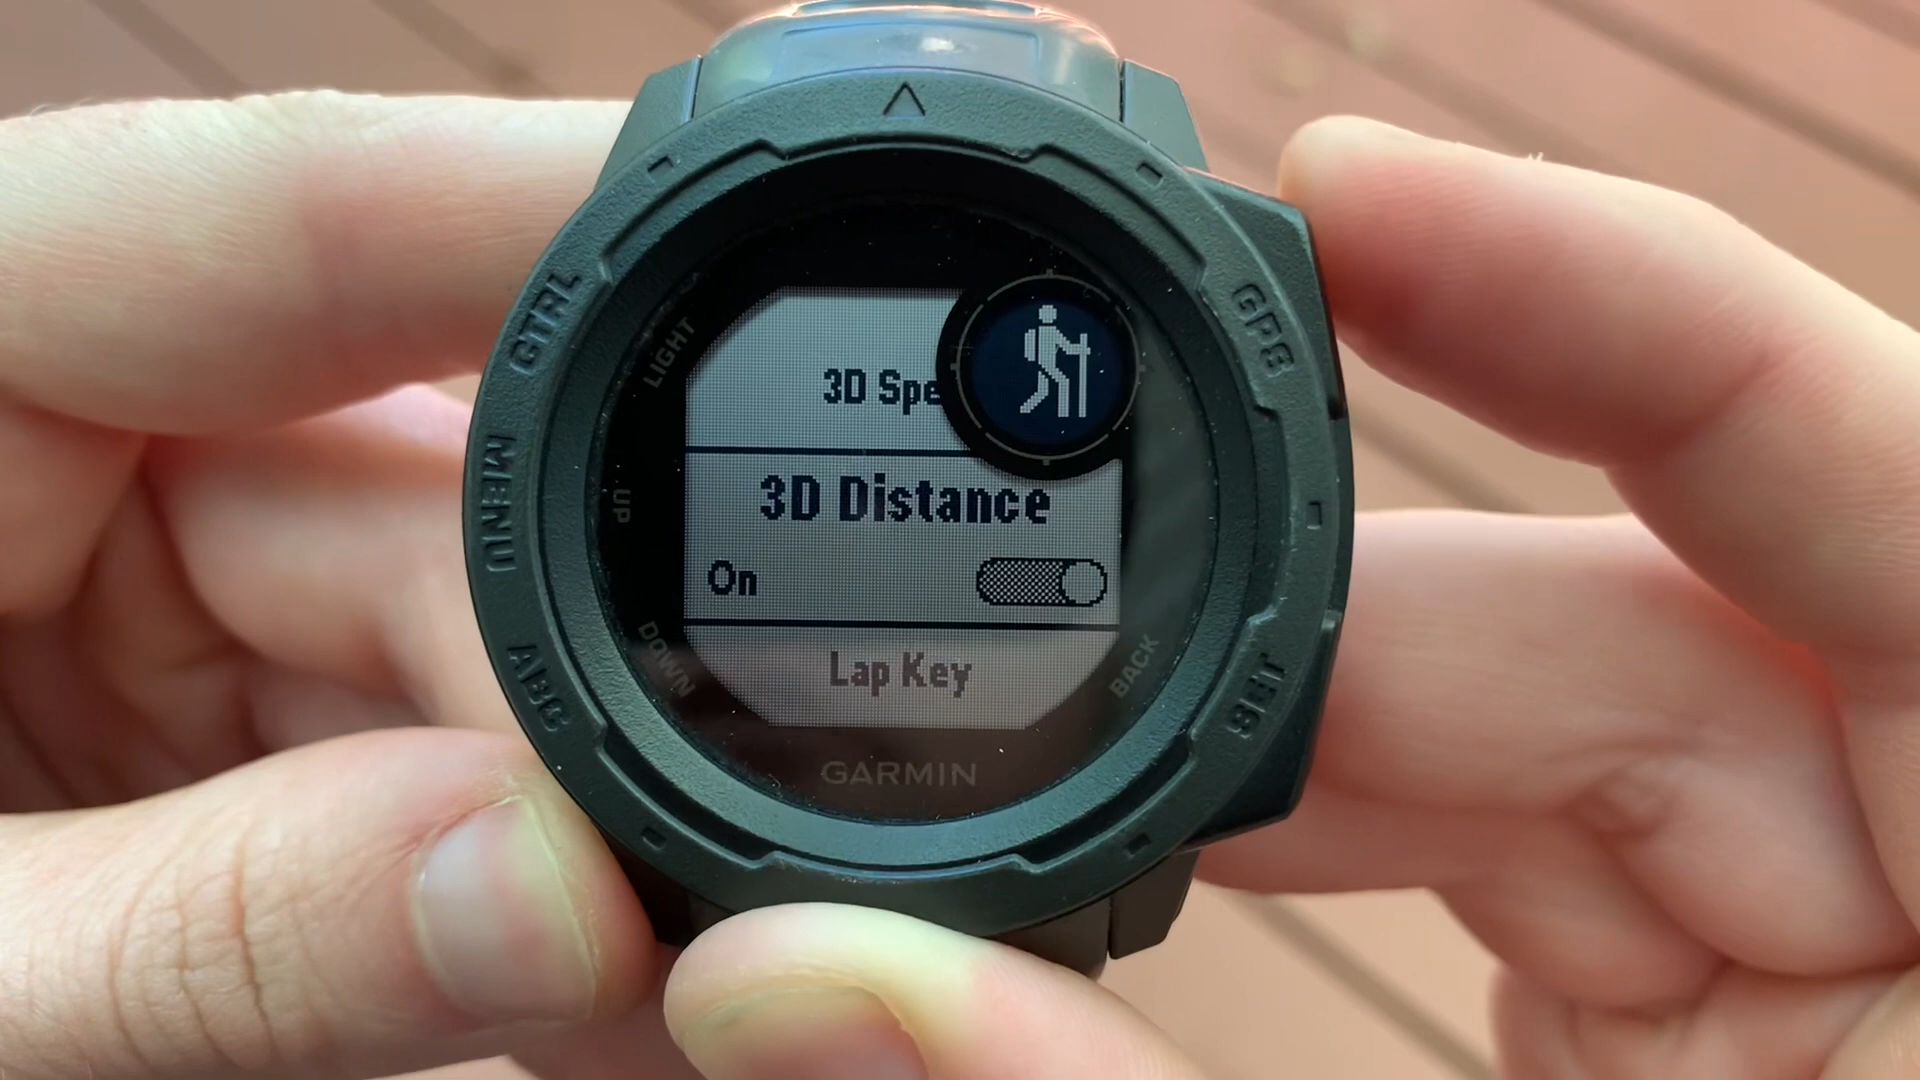 CTRL
LIGHT
GPS
3D Spe
MENU
UP
3D Distance
On
DOWN
Lap Key
BACK
ABC
SET
GARMIN